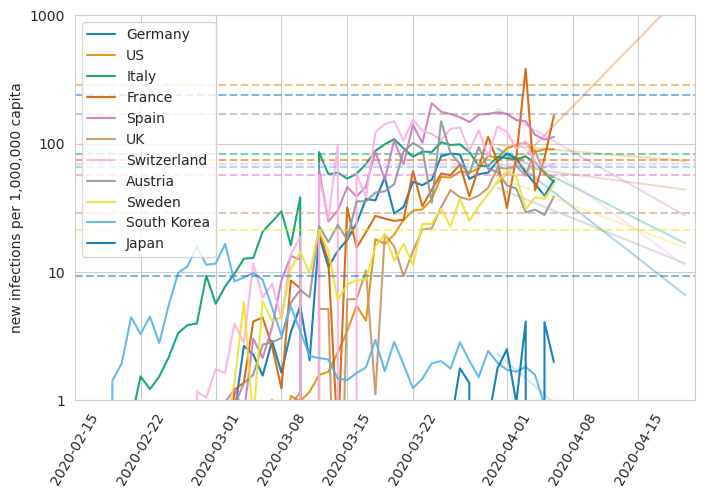 1000
100
10
1
new infections per 1,000,000 capita
Germany
US
Italy
France
Spain
UK
Switzerland
Austria
Sweden
South Korea
Japan
2020-02-15
2020-02-22
2020-03-01
2020-03-08
2020-03-15
2020-03-22
2020-04-01
2020-04-08
2020-04-15